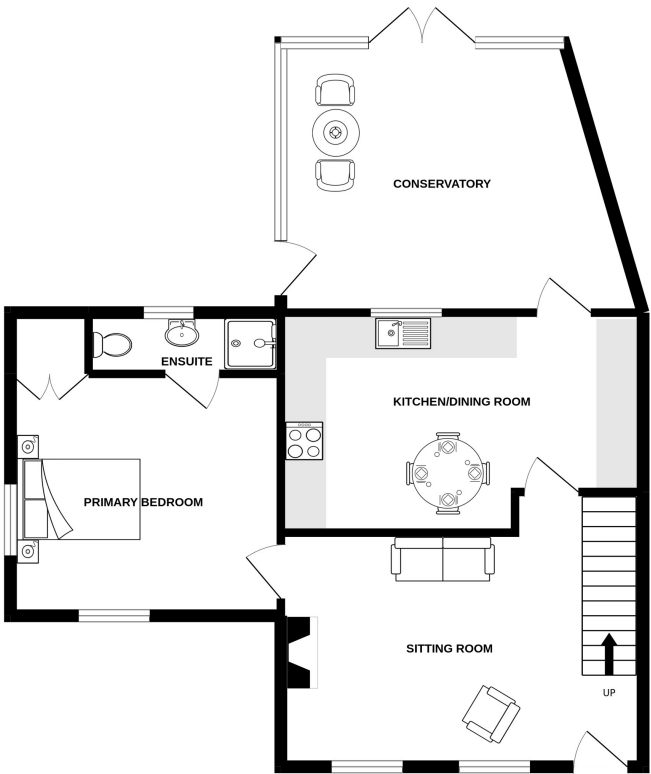 CONSERVATORY
ENSUITE
KITCHEN/DINING ROOM
PRIMARY BEDROOM
SITTING ROOM
UP